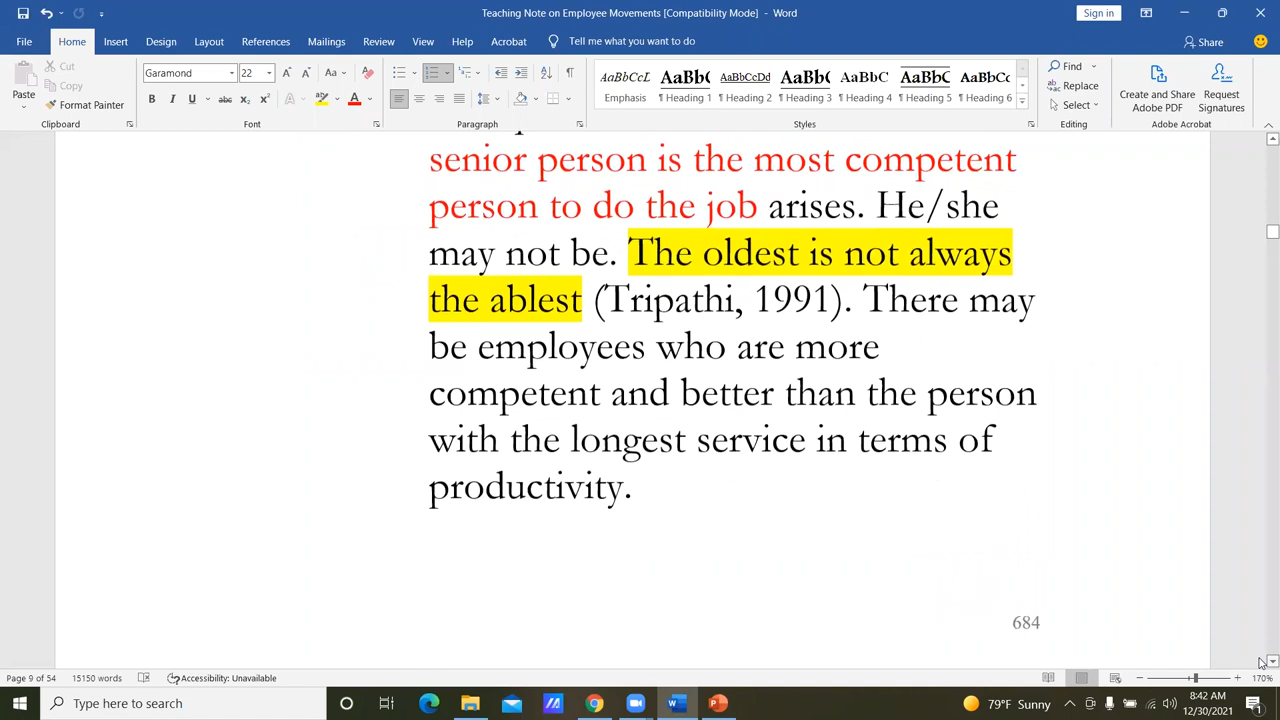 Teaching Note on Employee Movements [Compatibility Mode] - Word
Sign in
File Home Insert Design Layout References Mailings Review View Help Acrobat Tell me what you want to do
Share
Cut
Copy
Format Painter
Paste
Clipboard
Garamond 22
Font
Paragraph
AaBbCcL AaBb( AaBbCcDd AaBb( AaBbC AaBbC AaBbC
Emphasis ¶ Heading 1 ¶ Heading 2 ¶ Heading 3 ¶ Heading 4 ¶ Heading 5 ¶ Heading 6
Styles
Find
Replace
Select
Editing
Create and Share
Adobe PDF
Request
Signatures
Adobe Acrobat
senior person is the most competent
person to do the job arises. He/she
may not be. The oldest is not always
the ablest (Tripathi, 1991). There may
be employees who are more
competent and better than the person
with the longest service in terms of
productivity.
684
Page 9 of 54 15150 words Accessibility: Unavailable
170%
Type here to search
79°F Sunny
8:42 AM
12/30/2021